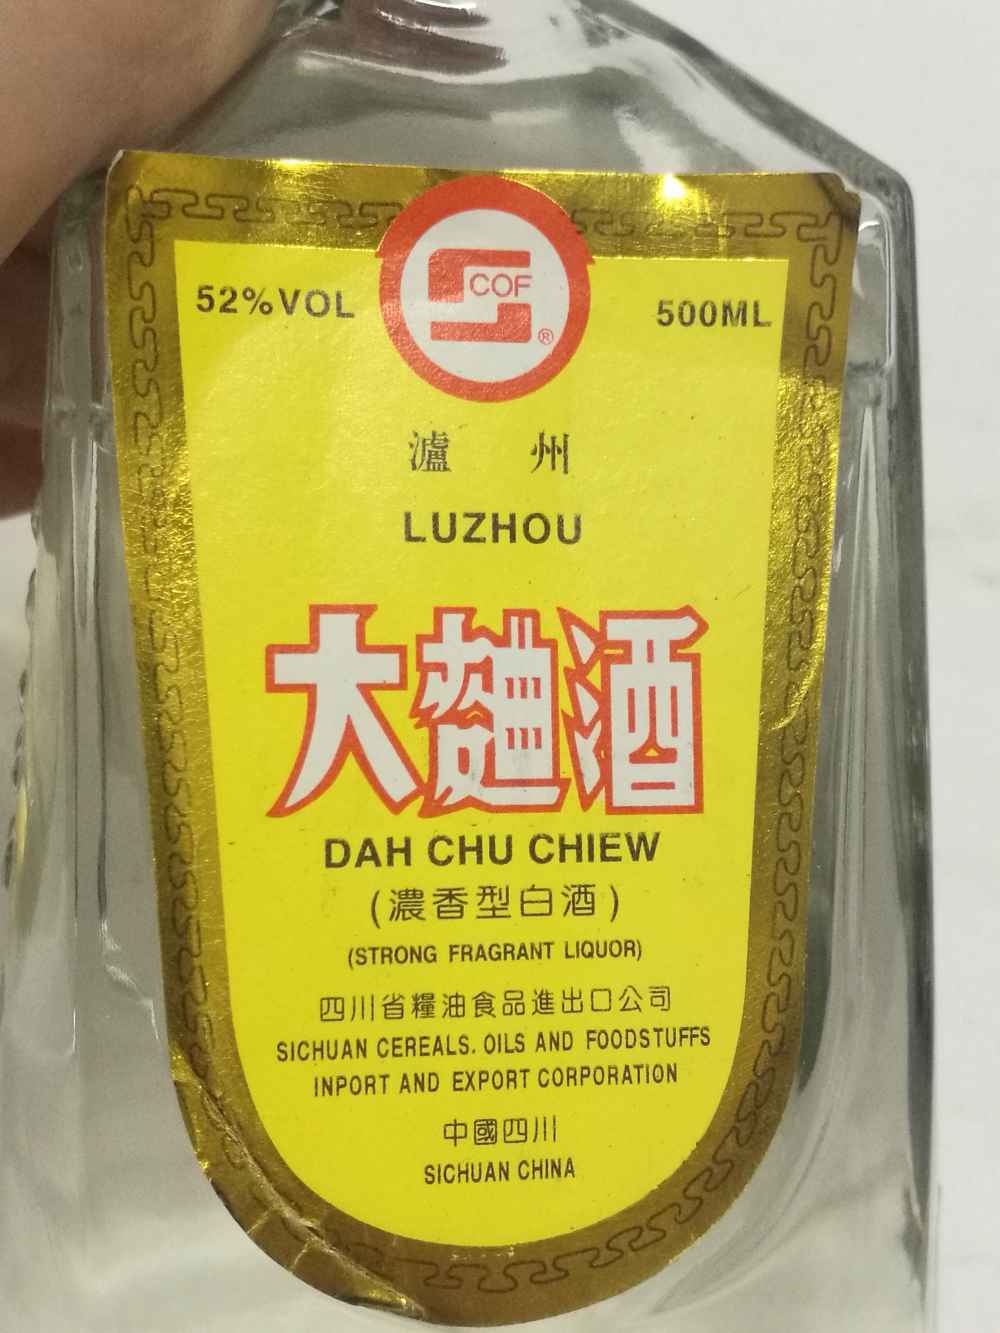 COF
®
52%VOL
500ML
瀘州
LUZHOU
大麯酒
DAH CHU CHIEW
(濃香型白酒)
(STRONG FRAGRANT LIQUOR)
四川省糧油食品進出口公司
SICHUAN CEREALS. OILS AND FOODSTUFFS
INPORT AND EXPORT CORPORATION
中國四川
SICHUAN CHINA